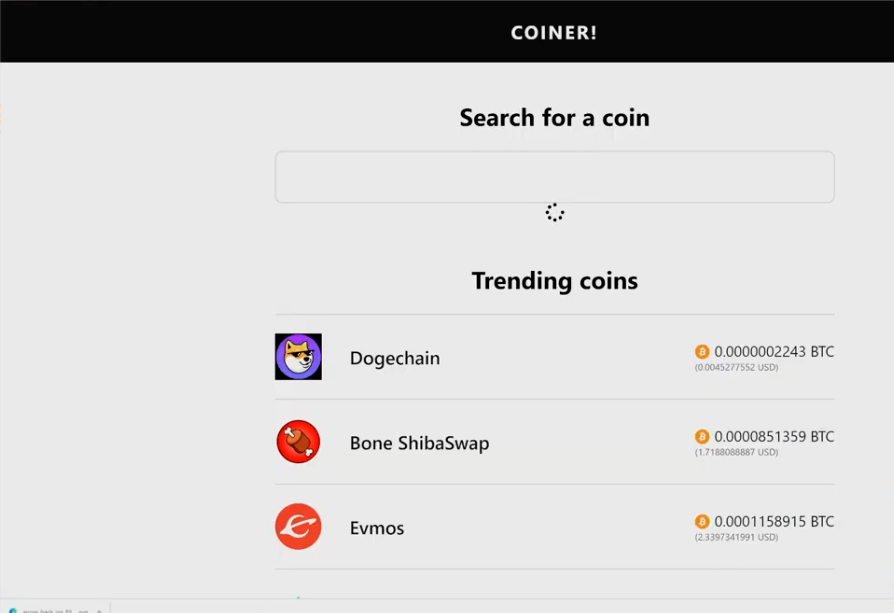 COINER!
Search for a coin
Trending coins
Dogechain
0.0000002243 BTC
(0.0045277552 USD)
Bone ShibaSwap
0.0000851359 BTC
(1.7188088887 USD)
Evmos
0.0001158915 BTC
(2.3397341991 USD)